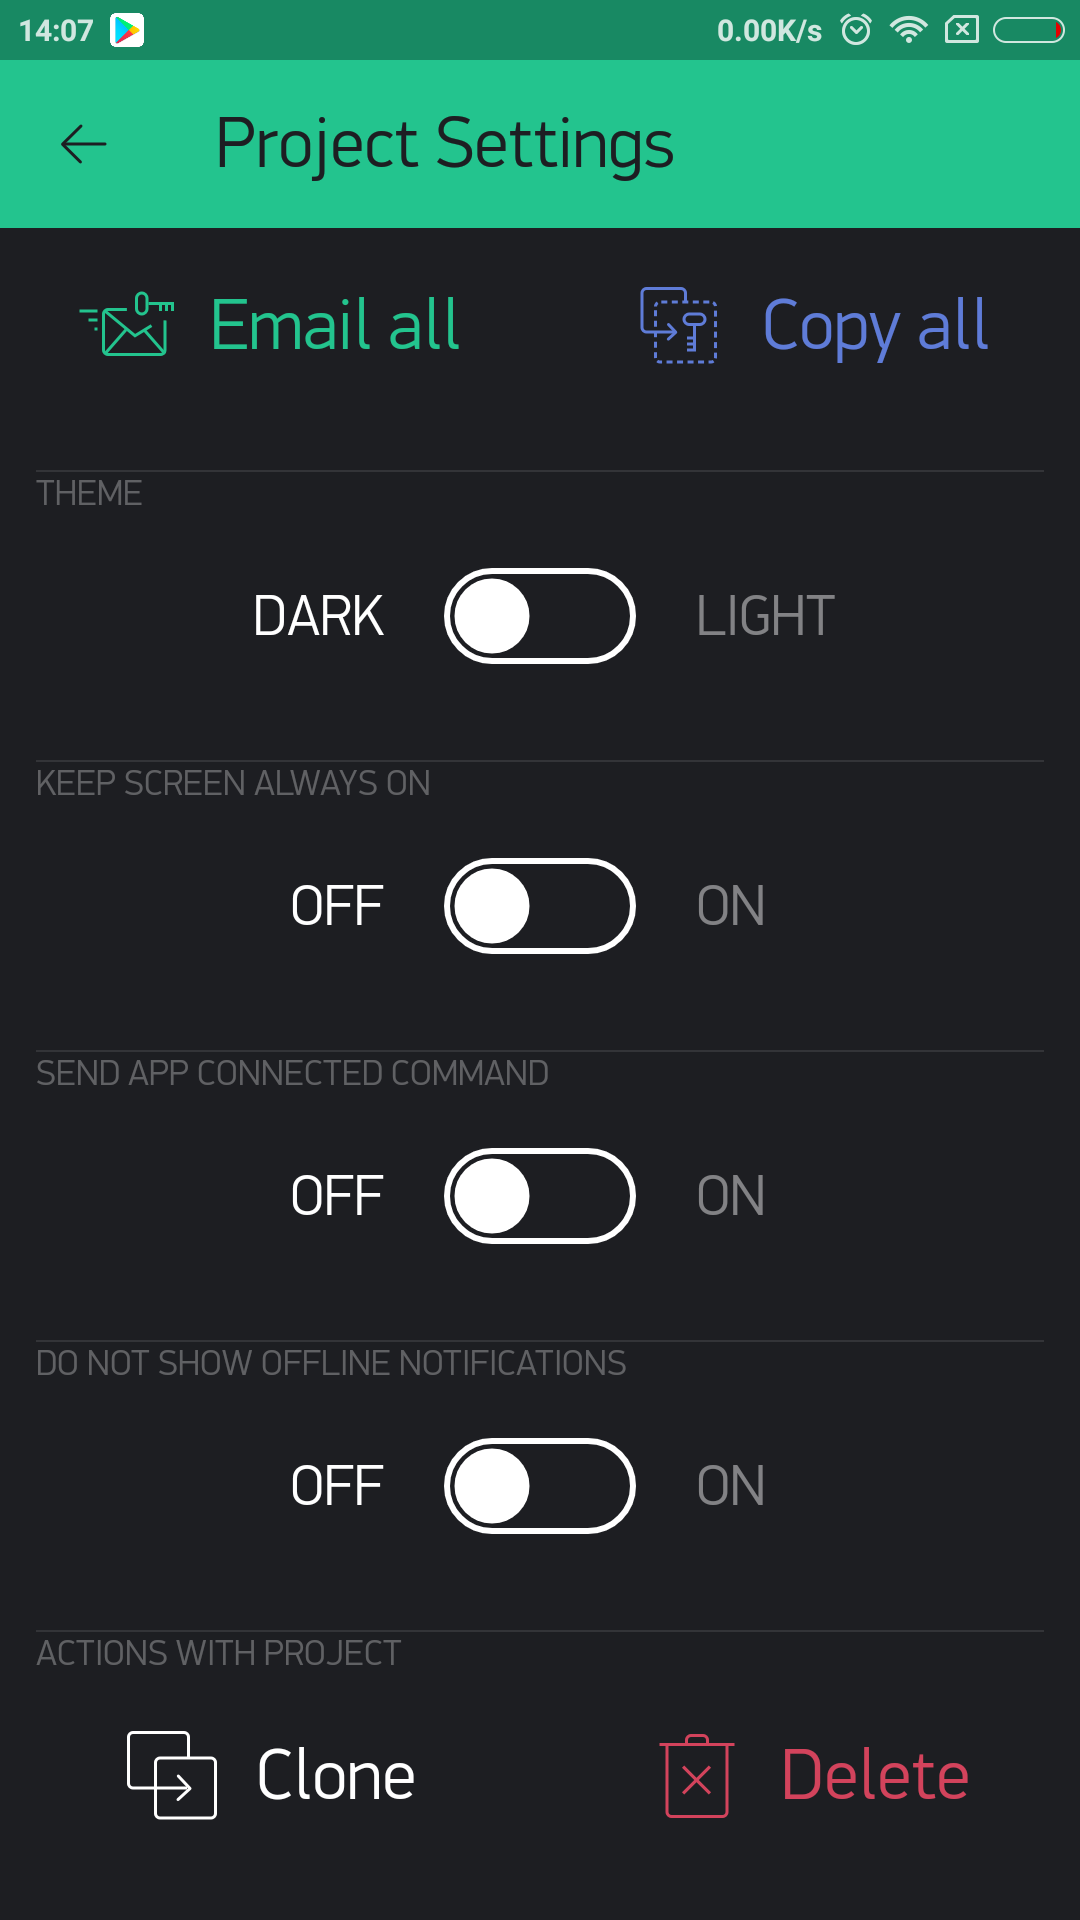 14:07 0.00K/s
Project Settings
Email all Copy all
THEME
DARK LIGHT
KEEP SCREEN ALWAYS ON
OFF ON
SEND APP CONNECTED COMMAND
OFF ON
DO NOT SHOW OFFLINE NOTIFICATIONS
OFF ON
ACTIONS WITH PROJECT
Clone Delete